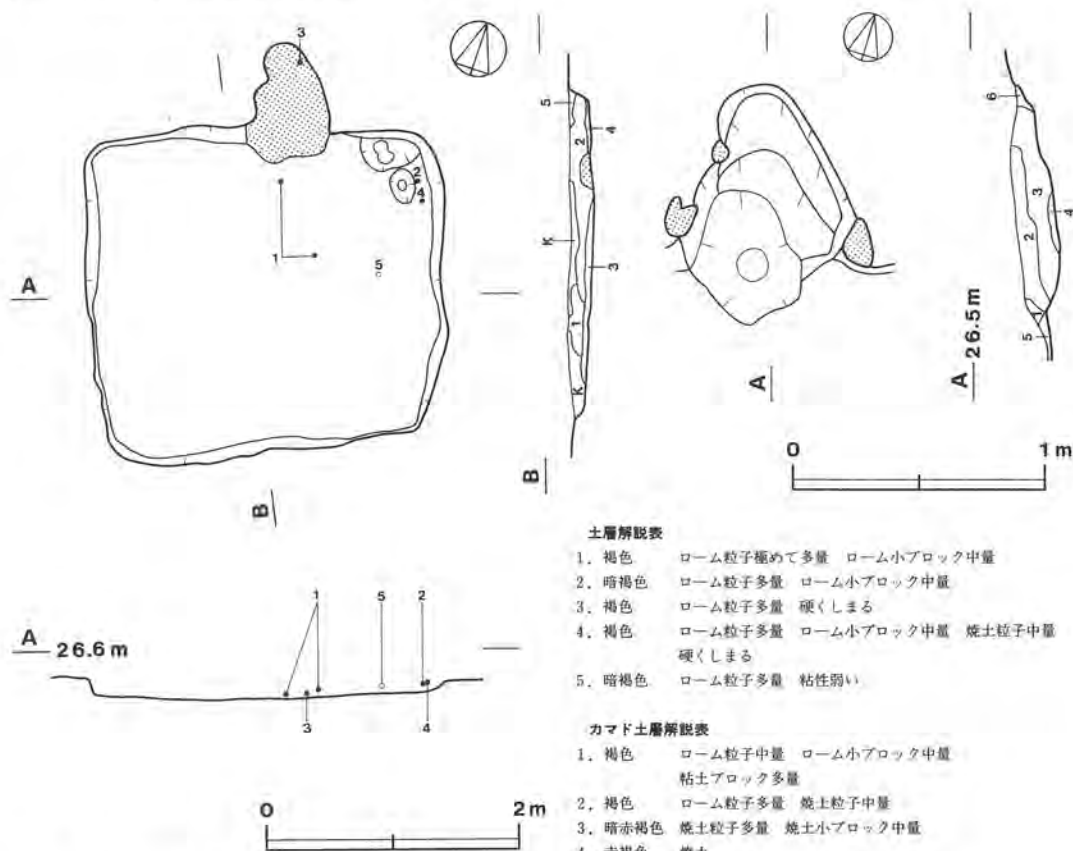 3
2
4
1
5
A
B
5
4
2
K
3
1
K
B
A
6
3
4
2
1
5
A 26.5m
0 1m
A 26.6m
1 5 2
3 4
0 2m
土層解説表
1. 褐色 ローム粒子極めて多量 ローム小ブロック中量
2. 暗褐色 ローム粒子多量 ローム小ブロック中量
3. 褐色 ローム粒子多量 硬くしまる
4. 褐色 ローム粒子多量 ローム小ブロック中量 焼土粒子中量
硬くしまる
5. 暗褐色 ローム粒子多量 粘性弱い
カマド土層解説表
1. 褐色 ローム粒子中量 ローム小ブロック中量
粘土ブロック多量
2. 褐色 ローム粒子多量 焼土粒子中量
3. 暗赤褐色 焼土粒子多量 焼土小ブロック中量